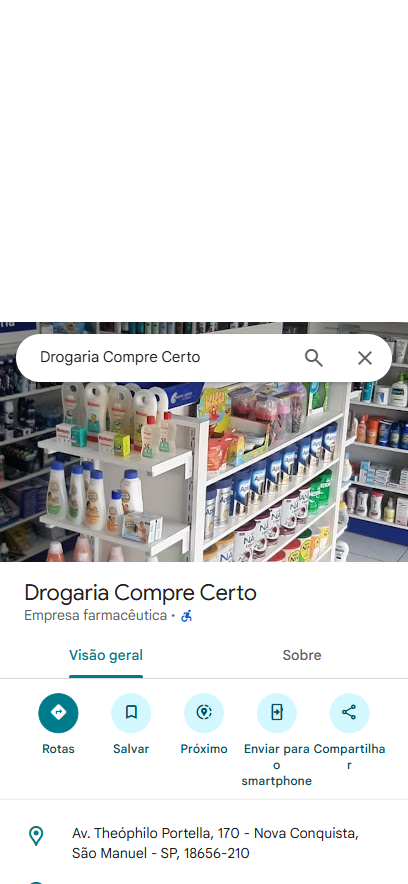 Drogaria Compre Certo
Drogaria Compre Certo
Empresa farmacêutica •
Visão geral
Sobre
Rotas
Salvar
Próximo
Enviar para o smartphone
Compartilhar
Av. Theóphilo Portella, 170 - Nova Conquista,
São Manuel - SP, 18656-210